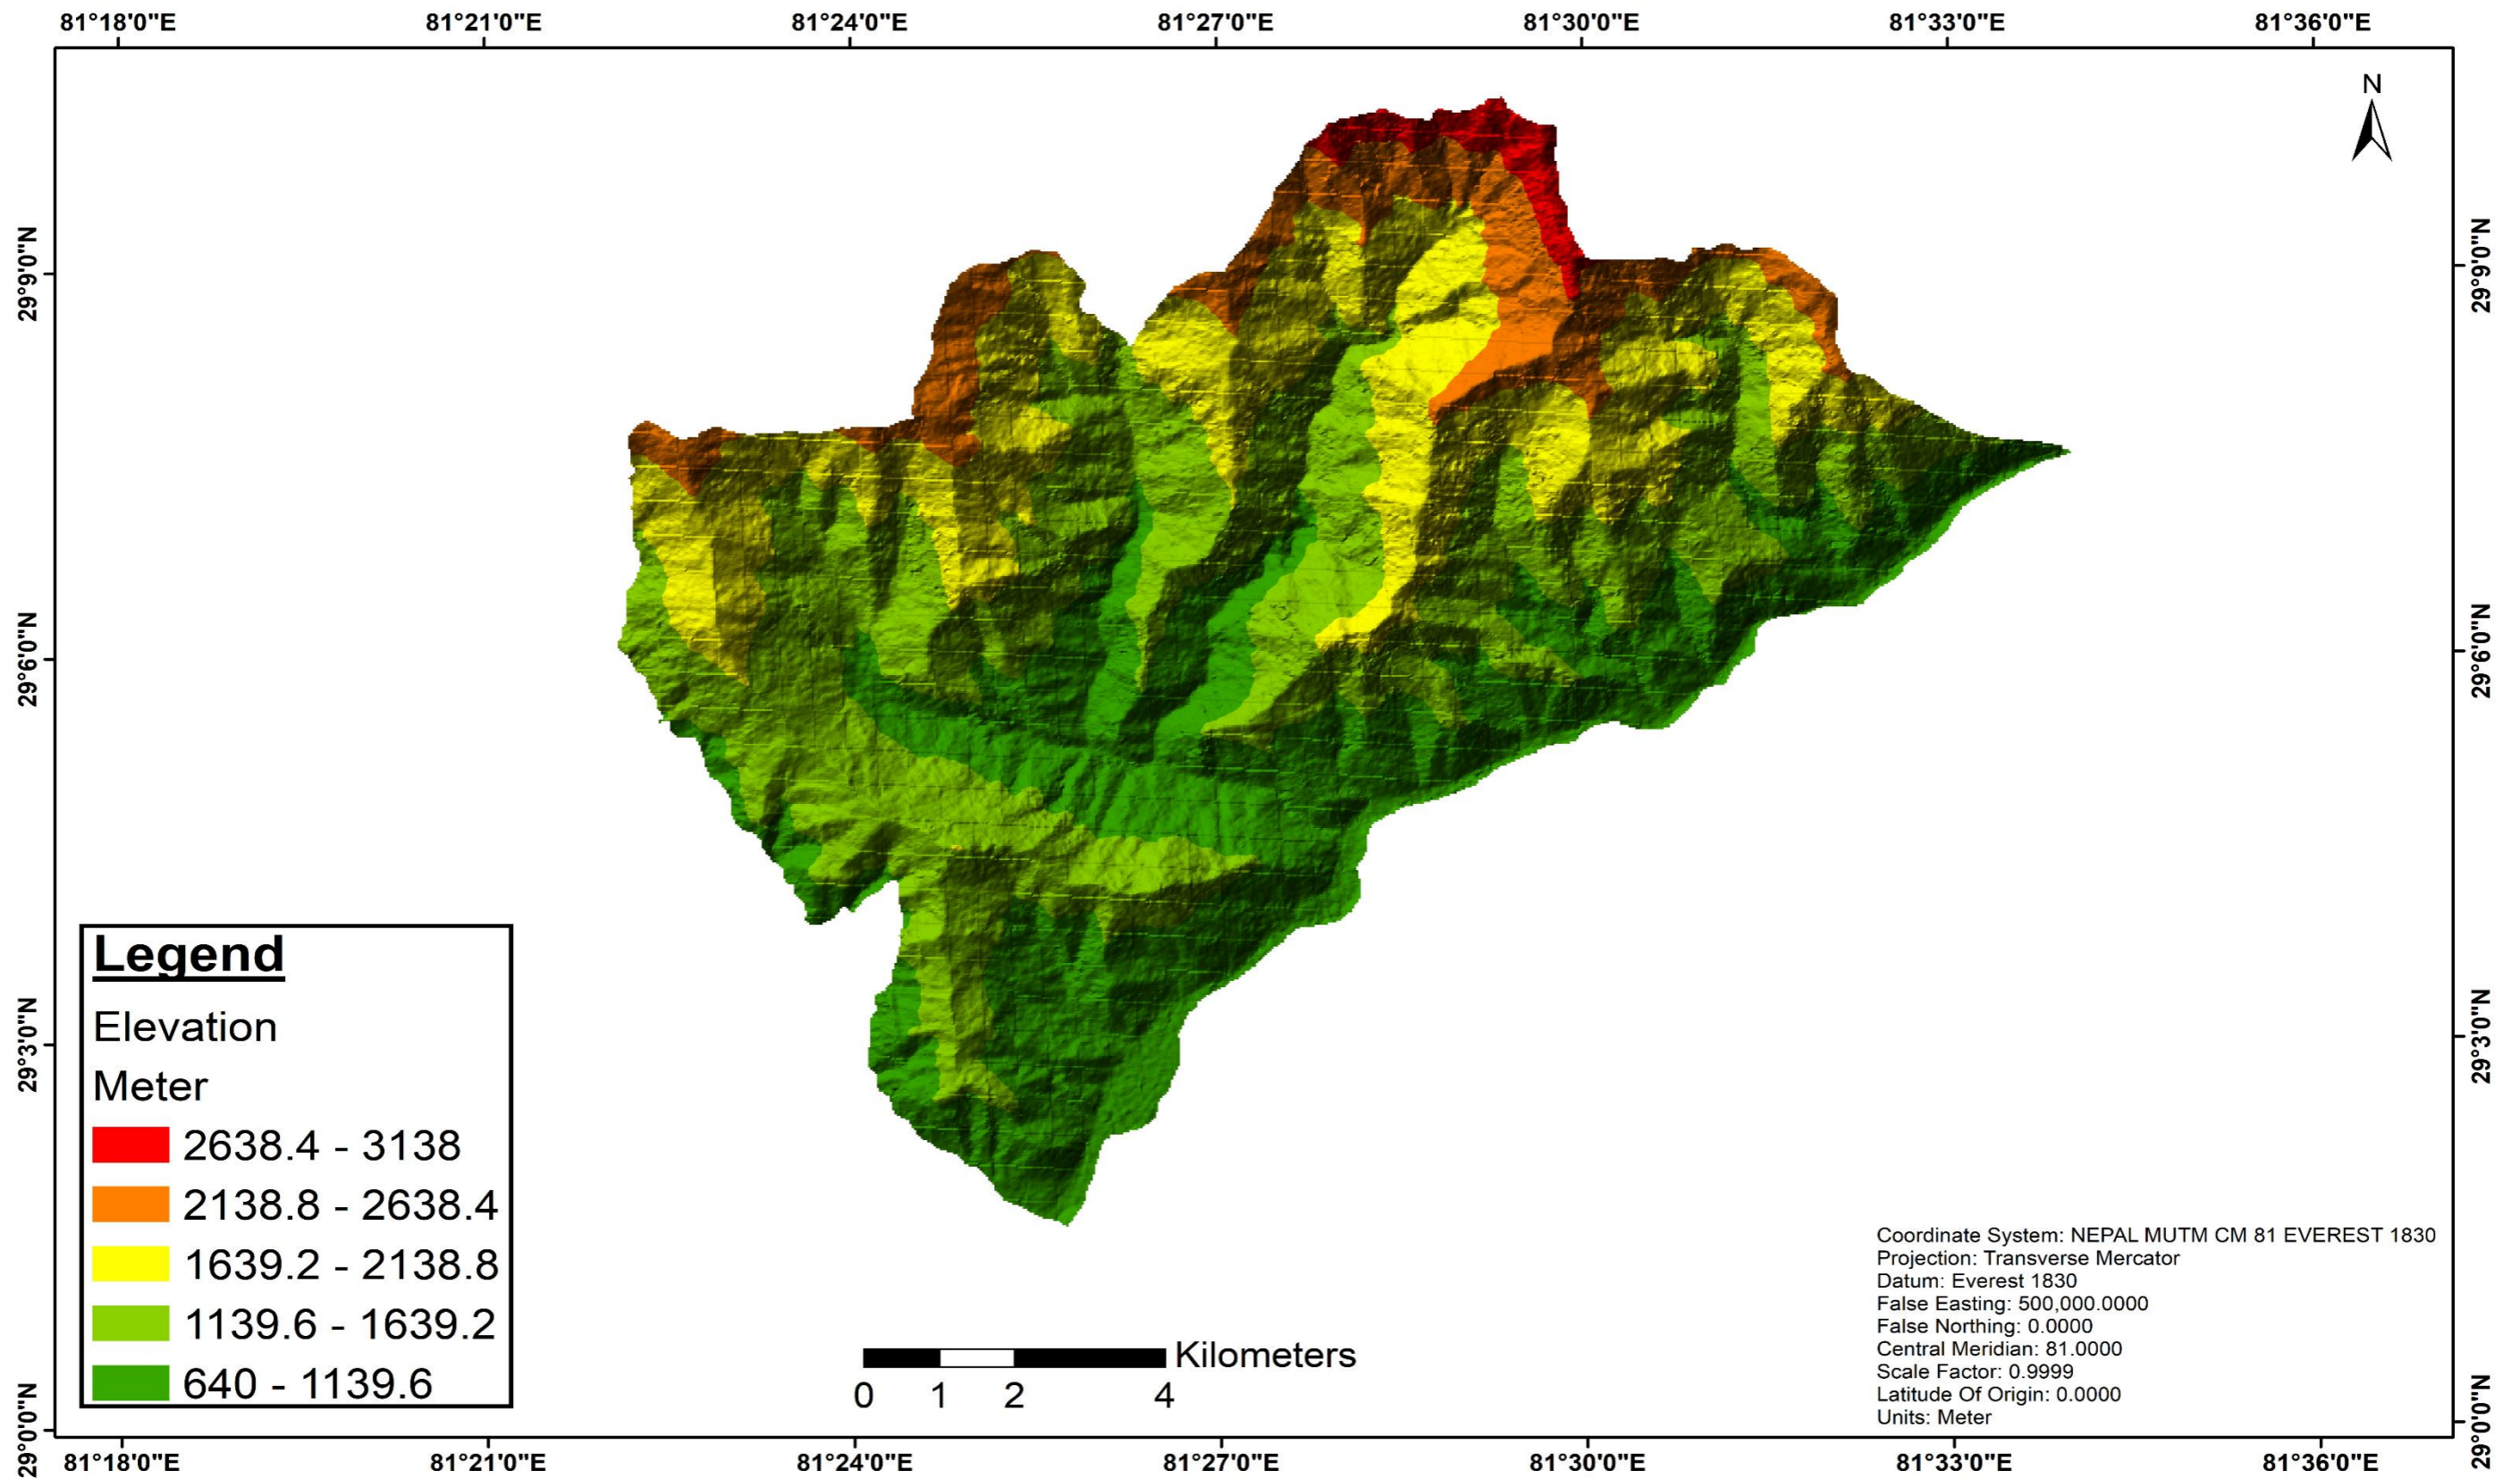 81°18'0"E 81°21'0"E 81°24'0"E 81°27'0"E 81°30'0"E 81°33'0"E 81°36'0"E
N
29°9'0"N 29°9'0"N
29°6'0"N 29°6'0"N
29°3'0"N 29°3'0"N
29°0'0"N 29°0'0"N
Legend
Elevation
Meter
2638.4 - 3138
2138.8 - 2638.4
1639.2 - 2138.8
1139.6 - 1639.2
640 - 1139.6
Kilometers
0 1 2 4
Coordinate System: NEPAL MUTM CM 81 EVEREST 1830
Projection: Transverse Mercator
Datum: Everest 1830
False Easting: 500,000.0000
False Northing: 0.0000
Central Meridian: 81.0000
Scale Factor: 0.9999
Latitude Of Origin: 0.0000
Units: Meter
81°18'0"E 81°21'0"E 81°24'0"E 81°27'0"E 81°30'0"E 81°33'0"E 81°36'0"E